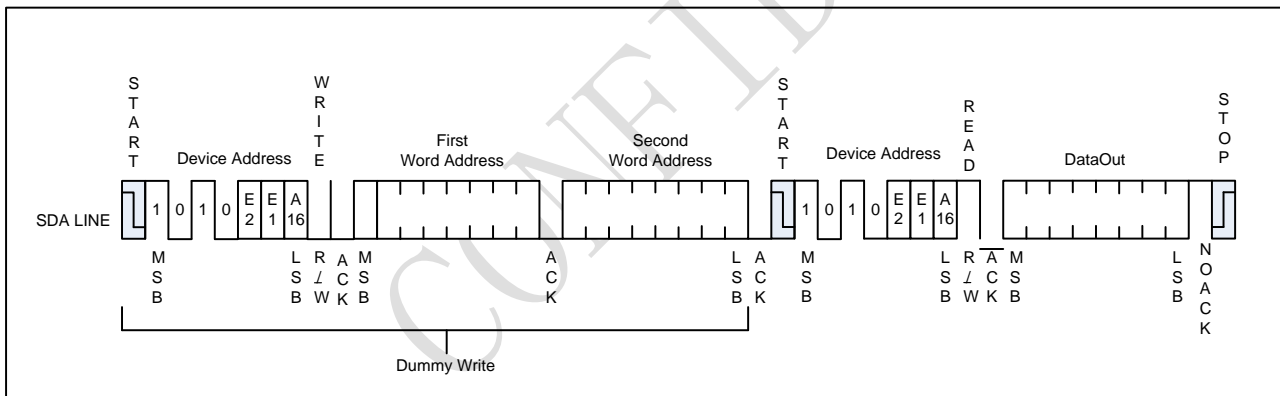 CONFID
START
WRITE
START
READ
STOP
Device Address
First
Word Address
Second
Word Address
Device Address
DataOut
SDA LINE
1 0 1 0 E2 E1 A16
1 0 1 0 E2 E1 A16
MSB
LSB
R/W
ACK
MSB
ACK
LSB
ACK
MSB
LSB
R/W
ACK
MSB
LSB
NOACK
Dummy Write